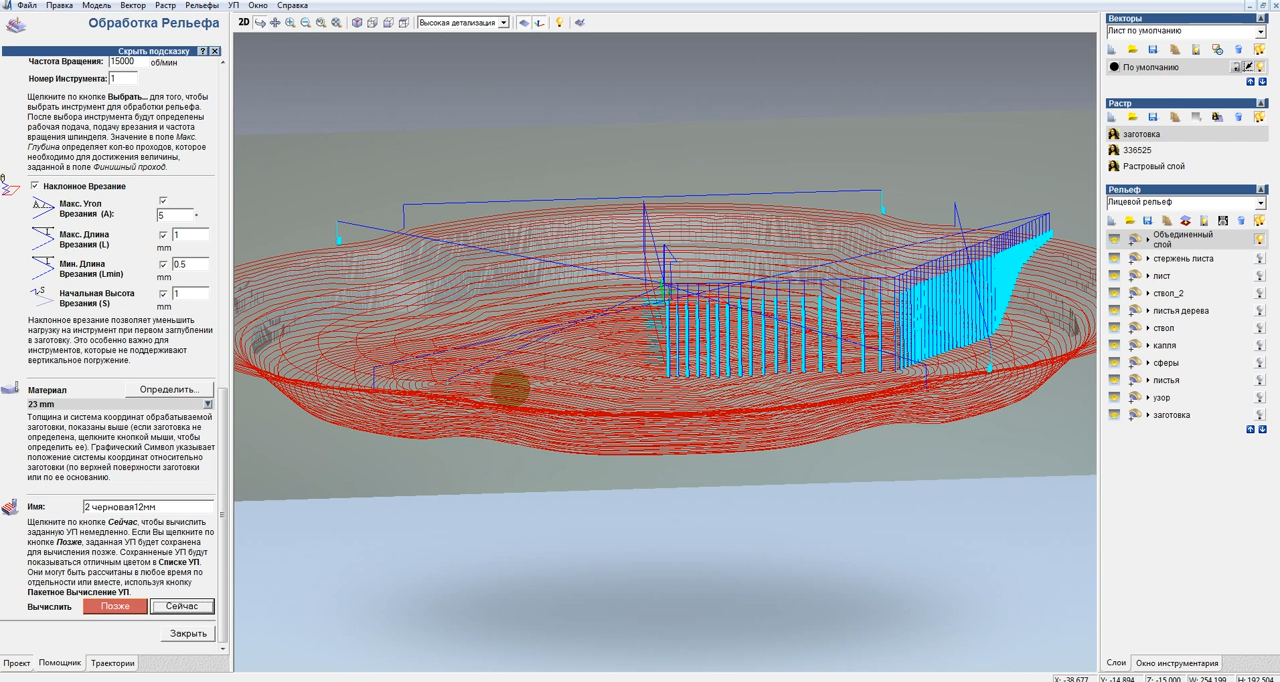 Файл Правка Модель Вектор Растр Рельефы УП Окно Справка
Обработка Рельефа
Скрыть подсказку ? X
Частота Вращения: 15000 об/мин
Номер Инструмента: 1
Щелкните по кнопке Выбрать... для того, чтобы
выбрать инструмент для обработки рельефа.
После выбора инструмента будут определены
рабочая подача, подачу врезания и частота
вращения шпинделя. Значение в поле Макс.
Глубина определяет кол-во проходов, которое
необходимо для достижения величины,
заданной в поле Финишный проход.
Наклонное Врезание
Макс. Угол
Врезания (A): 5 °
Макс. Длина 1
Врезания (L) mm
Мин. Длина 0.5
Врезания (Lmin) mm
Начальная Высота 1
Врезания (S) mm
Наклонное врезание позволяет уменьшить
нагрузку на инструмент при первом заглублении
в заготовку. Это особенно важно для
инструментов, которые не поддерживают
вертикальное погружение.
Материал Определить...
23 mm
Толщина и система координат обрабатываемой
заготовки, показаны выше (если заготовка не
определена, щелкните кнопкой мыши, чтобы
определить ее). Графический Символ указывает
положение системы координат относительно
заготовки (по верхней поверхности заготовки
или по ее основанию.
Имя: 2 черновая12мм
Щелкните по кнопке Сейчас, чтобы вычислить
заданную УП немедленно. Если Вы щелкните по
кнопке Позже, заданная УП будет сохранена
для вычисления позже. Сохраненные УП будут
показываться отличным цветом в Списке УП.
Они могут быть рассчитаны в любое время по
отдельности или вместе, используя кнопку
Пакетное Вычисление УП.
Вычислить Позже Сейчас
Закрыть
Проект Помощник Траектории
2D Высокая детализация
Векторы
Лист по умолчанию
По умолчанию
Растр
заготовка
336525
Растровый слой
Рельеф
Лицевой рельеф
Объединенный
слой
стержень листа
лист
ствол_2
листья дерева
ствол
капля
сферы
листья
узор
заготовка
Слои Окно инструментария
X: -38.677 Y: -14.894 Z: -15.000 W: 254.199 H: 192.504